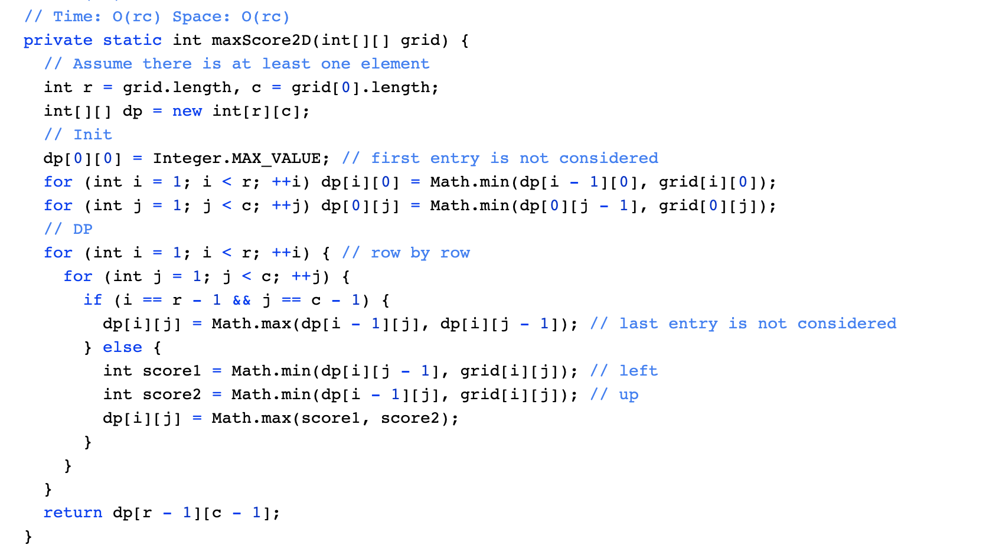 // Time: O(rc) Space: O(rc)
private static int maxScore2D(int[][] grid) {
  // Assume there is at least one element
  int r = grid.length, c = grid[0].length;
  int[][] dp = new int[r][c];
  // Init
  dp[0][0] = Integer.MAX_VALUE; // first entry is not considered
  for (int i = 1; i < r; ++i) dp[i][0] = Math.min(dp[i - 1][0], grid[i][0]);
  for (int j = 1; j < c; ++j) dp[0][j] = Math.min(dp[0][j - 1], grid[0][j]);
  // DP
  for (int i = 1; i < r; ++i) { // row by row
    for (int j = 1; j < c; ++j) {
      if (i == r - 1 && j == c - 1) {
        dp[i][j] = Math.max(dp[i - 1][j], dp[i][j - 1]); // last entry is not considered
      } else {
        int score1 = Math.min(dp[i][j - 1], grid[i][j]); // left
        int score2 = Math.min(dp[i - 1][j], grid[i][j]); // up
        dp[i][j] = Math.max(score1, score2);
      }
    }
  }
  return dp[r - 1][c - 1];
}